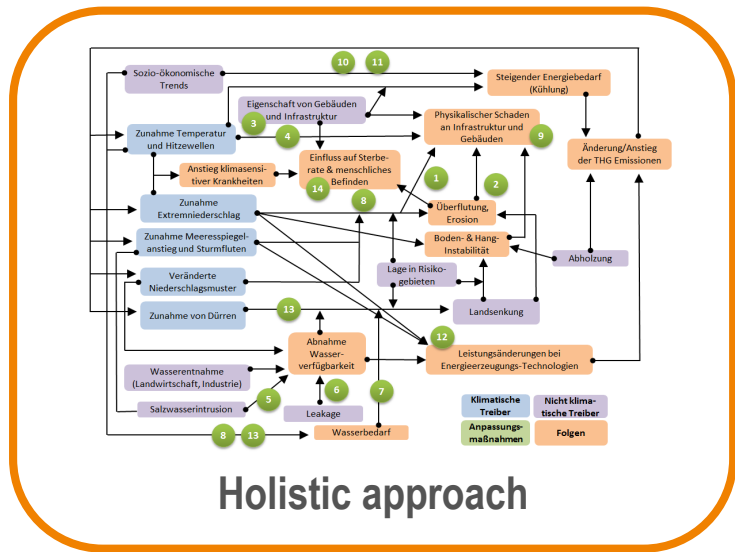 10
11
Sozio-ökonomische
Trends
Steigender Energiebedarf
(Kühlung)
Eigenschaft von Gebäuden
und Infrastruktur
3
4
Physikalischer Schaden
an Infrastruktur und
Gebäuden
9
Zunahme Temperatur
und Hitzewellen
Änderung/Anstieg
der THG Emissionen
Anstieg klimasensi-
tiver Krankheiten
Einfluss auf Sterbe-
rate & menschliches
Befinden
14
1
2
8
Zunahme
Extremniederschlag
Überflutung,
Erosion
Zunahme Meeresspiegel-
anstieg und Sturmfluten
Boden- & Hang-
Instabilität
Abholzung
Lage in Risiko-
gebieten
Veränderte
Niederschlagsmuster
Zunahme von Dürren
13
Landsenkung
12
Abnahme
Wasser-
verfügbarkeit
Leistungsänderungen bei
Energieerzeugungs-Technologien
Wasserentnahme
(Landwirtschaft, Industrie)
5
6
7
Salzwasserintrusion
Leakage
8
13
Wasserbedarf
Klimatische
Treiber
Nicht klima-
tische Treiber
Anpassungs-
maßnahmen
Folgen
Holistic approach